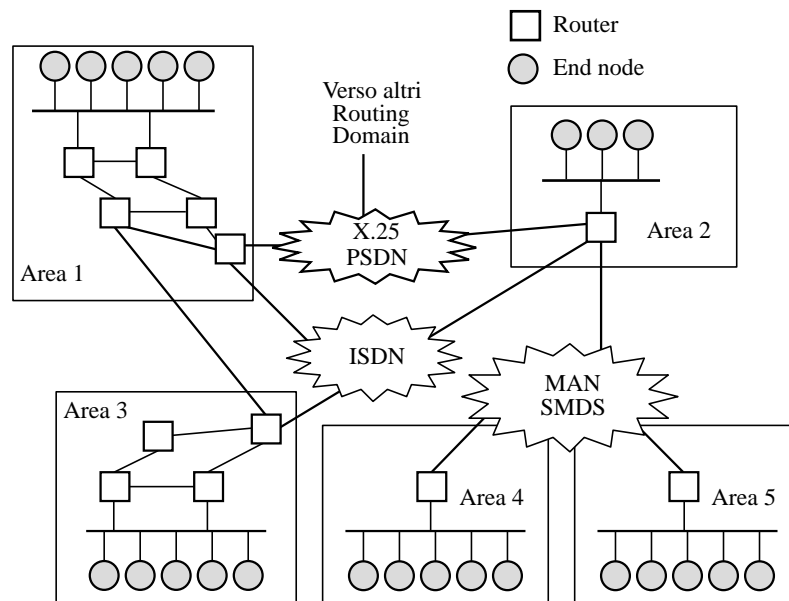 Router
End node
Verso altri
Routing
Domain
X.25
PSDN
Area 2
Area 1
ISDN
MAN
SMDS
Area 3
Area 4
Area 5